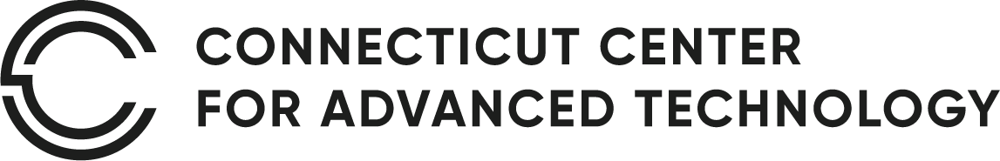 CONNECTICUT CENTER
FOR ADVANCED TECHNOLOGY